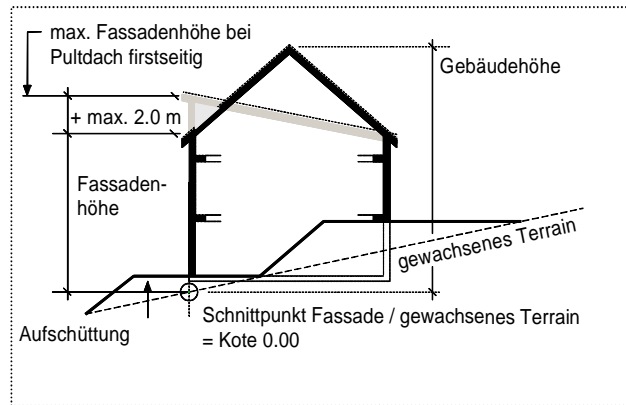 max. Fassadenhöhe bei
Pultdach firstseitig
Gebäudehöhe
+ max. 2.0 m
Fassaden-
höhe
gewachsenes Terrain
Schnittpunkt Fassade / gewachsenes Terrain
= Kote 0.00
Aufschüttung